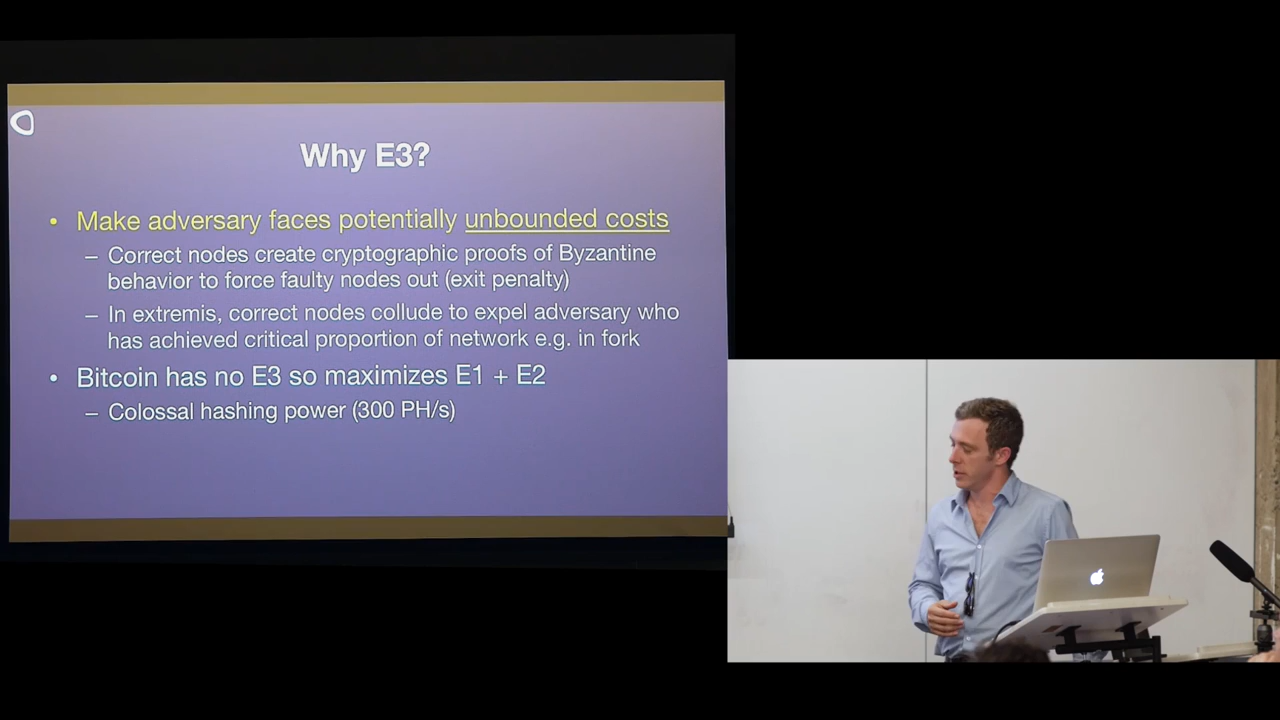 Why E3?
• Make adversary faces potentially unbounded costs
– Correct nodes create cryptographic proofs of Byzantine
behavior to force faulty nodes out (exit penalty)
– In extremis, correct nodes collude to expel adversary who
has achieved critical proportion of network e.g. in fork
• Bitcoin has no E3 so maximizes E1 + E2
– Colossal hashing power (300 PH/s)